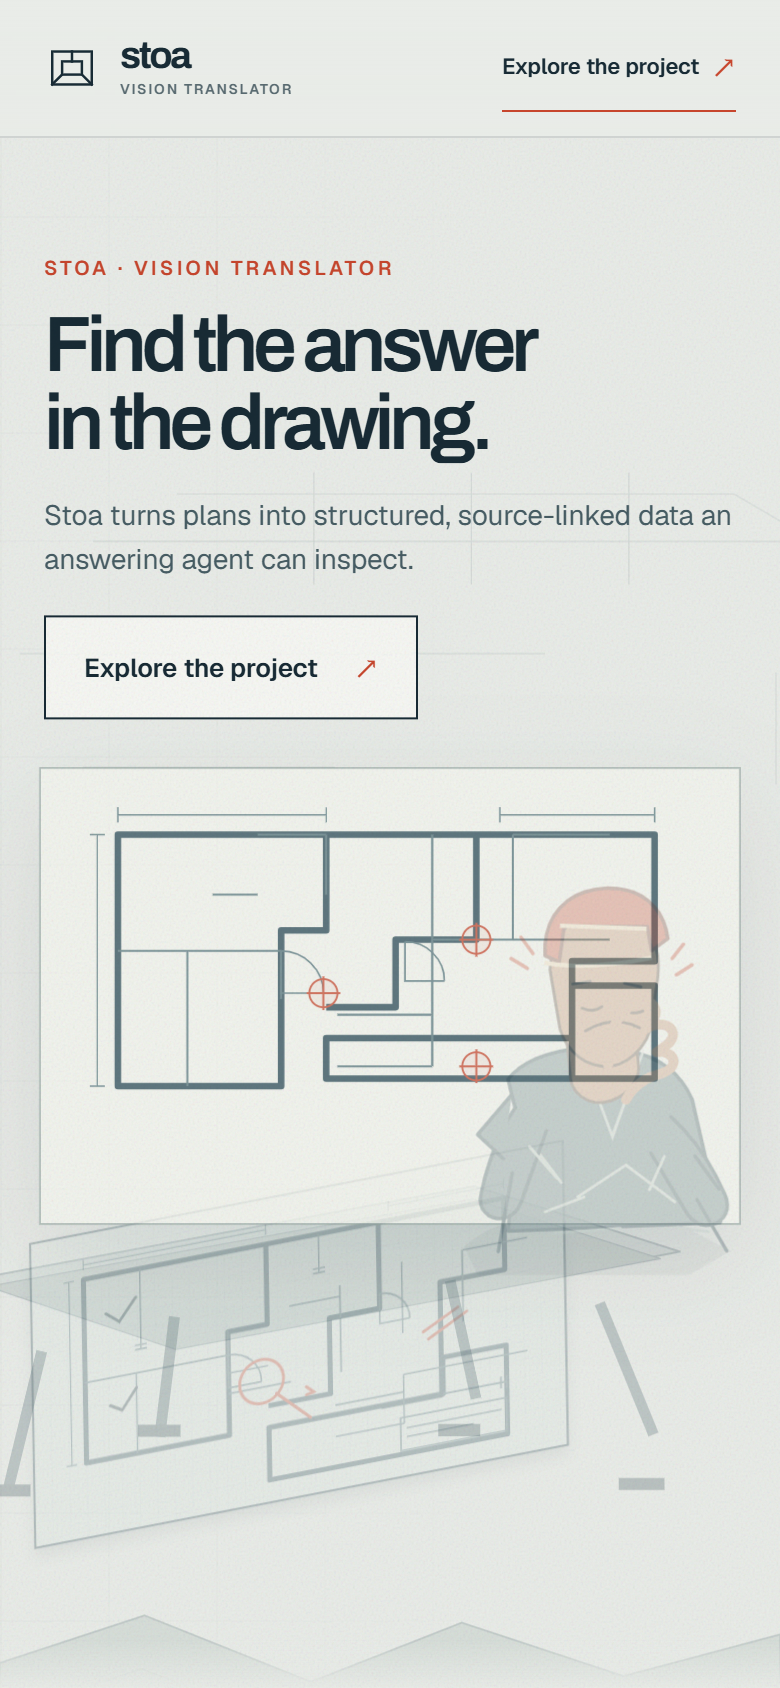 stoa
VISION TRANSLATOR
Explore the project ↗
STOA · VISION TRANSLATOR
Find the answer
in the drawing.
Stoa turns plans into structured, source-linked data an
answering agent can inspect.
Explore the project ↗